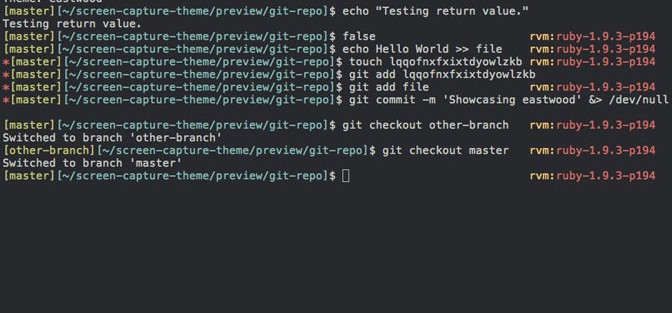 Theme: eastwood
[master][~/screen-capture-theme/preview/git-repo]$ echo "Testing return value."
Testing return value.
[master][~/screen-capture-theme/preview/git-repo]$ false rvm:ruby-1.9.3-p194
[master][~/screen-capture-theme/preview/git-repo]$ echo Hello World >> file rvm:ruby-1.9.3-p194
*[master][~/screen-capture-theme/preview/git-repo]$ touch lqqofnxfxixtdyowlzkb rvm:ruby-1.9.3-p194
*[master][~/screen-capture-theme/preview/git-repo]$ git add lqqofnxfxixtdyowlzkb
*[master][~/screen-capture-theme/preview/git-repo]$ git add file rvm:ruby-1.9.3-p194
*[master][~/screen-capture-theme/preview/git-repo]$ git commit -m 'Showcasing eastwood' &> /dev/null
[master][~/screen-capture-theme/preview/git-repo]$ git checkout other-branch rvm:ruby-1.9.3-p194
Switched to branch 'other-branch'
[other-branch][~/screen-capture-theme/preview/git-repo]$ git checkout master rvm:ruby-1.9.3-p194
Switched to branch 'master'
[master][~/screen-capture-theme/preview/git-repo]$ rvm:ruby-1.9.3-p194